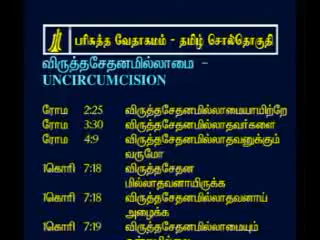 பரிசுத்த வேதாகமம் - தமிழ் சொல்தொகுதி
விருத்தசேதனமில்லாமை -
UNCIRCUMCISION
ரோம 2:25 விருத்தசேதனமில்லாமையாயிற்றே
ரோம 3:30 விருத்தசேதனமில்லாதவர்களை
ரோம 4:9 விருத்தசேதனமில்லாதவனுக்கும்
வருமோ
1கொரி 7:18 விருத்தசேதன
மில்லாதவனாயிருக்க
1கொரி 7:18 விருத்தசேதனமில்லாதவனாய்
அழைக்க
1கொரி 7:19 விருத்தசேதனமில்லாமையும்